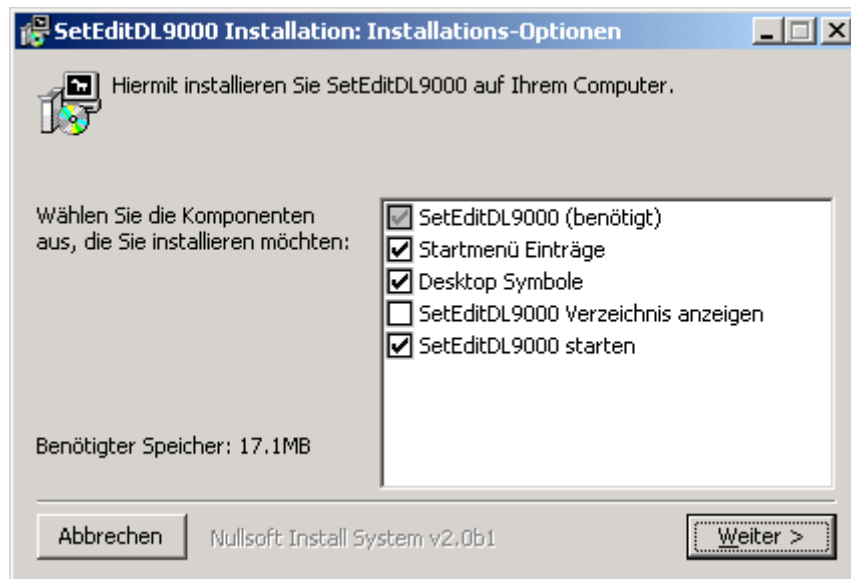 SetEditDL9000 Installation: Installations-Optionen
Hiermit installieren Sie SetEditDL9000 auf Ihrem Computer.
Wählen Sie die Komponenten
aus, die Sie installieren möchten:
SetEditDL9000 (benötigt)
Startmenü Einträge
Desktop Symbole
SetEditDL9000 Verzeichnis anzeigen
SetEditDL9000 starten
Benötigter Speicher: 17.1MB
Abbrechen
Nullsoft Install System v2.0b1
Weiter >